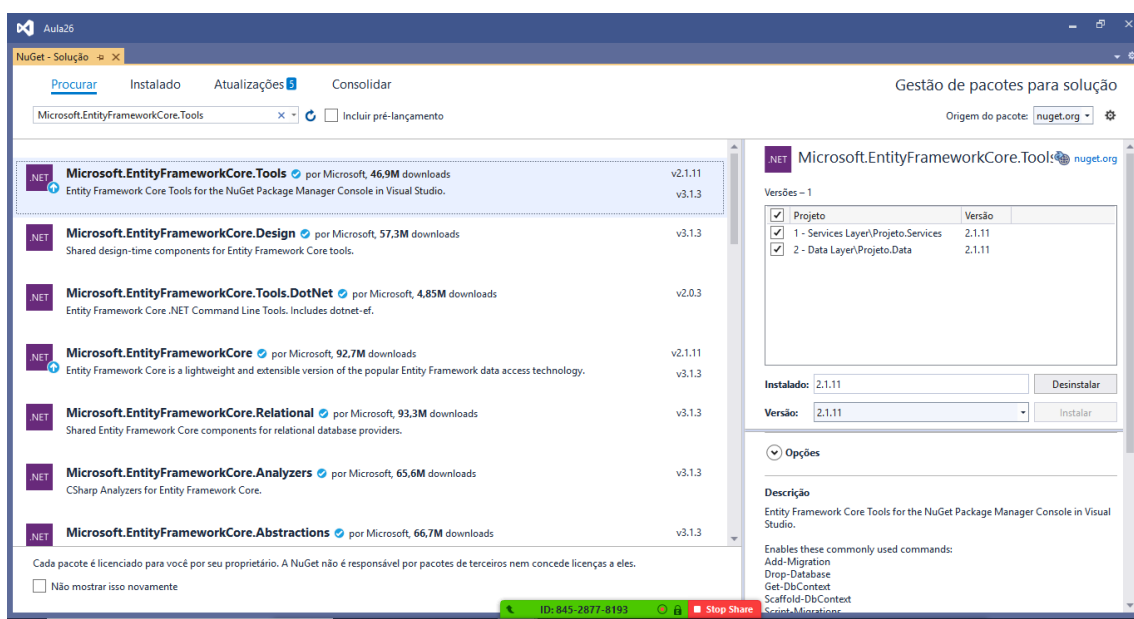 Aula26
NuGet - Solução
Procurar Instalado Atualizações 5 Consolidar
Gestão de pacotes para solução
Microsoft.EntityFrameworkCore.Tools
Incluir pré-lançamento
Origem do pacote: nuget.org
.NET Microsoft.EntityFrameworkCore.Tools por Microsoft, 46,9M downloads v2.1.11
Entity Framework Core Tools for the NuGet Package Manager Console in Visual Studio. v3.1.3
.NET Microsoft.EntityFrameworkCore.Design por Microsoft, 57,3M downloads v3.1.3
Shared design-time components for Entity Framework Core tools.
.NET Microsoft.EntityFrameworkCore.Tools.DotNet por Microsoft, 4,85M downloads v2.0.3
Entity Framework Core .NET Command Line Tools. Includes dotnet-ef.
.NET Microsoft.EntityFrameworkCore por Microsoft, 92,7M downloads v2.1.11
Entity Framework Core is a lightweight and extensible version of the popular Entity Framework data access technology. v3.1.3
.NET Microsoft.EntityFrameworkCore.Relational por Microsoft, 93,3M downloads v3.1.3
Shared Entity Framework Core components for relational database providers.
.NET Microsoft.EntityFrameworkCore.Analyzers por Microsoft, 65,6M downloads v3.1.3
CSharp Analyzers for Entity Framework Core.
.NET Microsoft.EntityFrameworkCore.Abstractions por Microsoft, 66,7M downloads v3.1.3
Cada pacote é licenciado para você por seu proprietário. A NuGet não é responsável por pacotes de terceiros nem concede licenças a eles.
Não mostrar isso novamente
.NET Microsoft.EntityFrameworkCore.Tools nuget.org
Versões – 1
Projeto Versão
1 - Services Layer\Projeto.Services 2.1.11
2 - Data Layer\Projeto.Data 2.1.11
Instalado: 2.1.11 Desinstalar
Versão: 2.1.11 Instalar
Opções
Descrição
Entity Framework Core Tools for the NuGet Package Manager Console in Visual
Studio.
Enables these commonly used commands:
Add-Migration
Drop-Database
Get-DbContext
Scaffold-DbContext
Script-Migrations
ID: 845-2877-8193 Stop Share